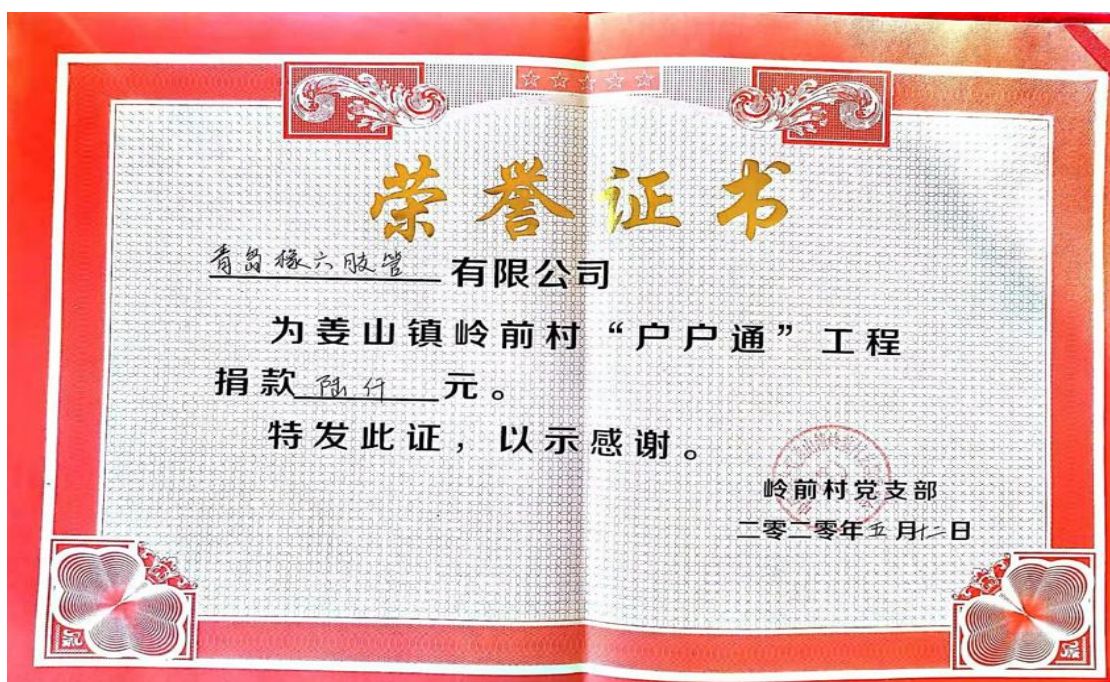 荣誉证书
青岛橡六胶管有限公司
为姜山镇岭前村“户户通”工程
捐款陆仟元。
特发此证，以示感谢。
岭前村党支部
二零二零年五月十二日